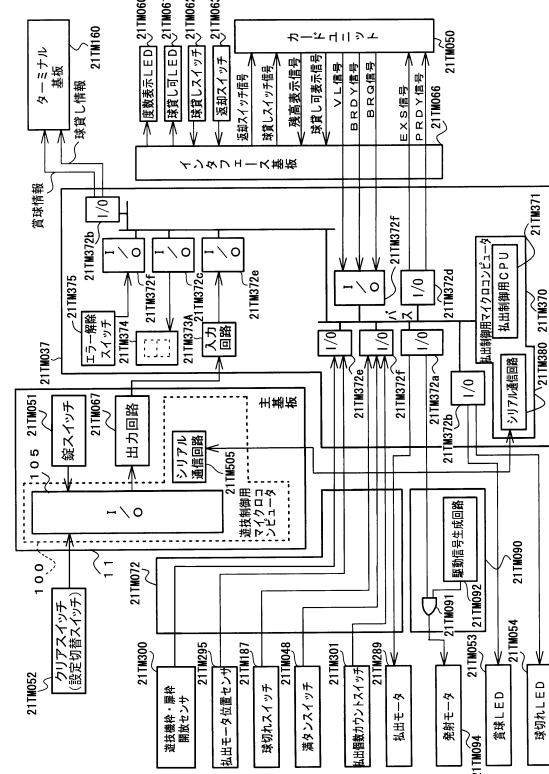 ターミナル
基板
21TM160
球貸し情報
賞球情報
度数表示LED
21TM060
球貸し可LED
21TM061
球貸しスイッチ
21TM062
返却スイッチ
21TM063
返却スイッチ信号
球貸しスイッチ信号
残高表示信号
球貸し可表示信号
VL信号
BRDY信号
BRQ信号
EXS信号
PRDY信号
カードユニット
21TM050
インタフェース基板
21TM066
I/O
21TM372b
I/O
21TM372f
I/O
21TM372c
I/O
21TM372e
21TM375
エラー解除
スイッチ
21TM374
21TM373A
入力
回路
21TM037
I/O
21TM372f
I/O
21TM372d
バス
I/O
21TM372e
I/O
21TM372f
I/O
21TM372a
I/O
21TM372b
払出制御用マイクロコンピュータ
払出制御用CPU
21TM371
21TM370
シリアル通信回路
21TM380
主基板
21TM051
錠スイッチ
21TM067
出力回路
105
I/O
シリアル
通信回路
21TM505
遊技制御用
マイクロコ
ンピュータ
100
11
クリアスイッチ
(設定切替スイッチ)
21TM052
21TM072
21TM300
遊技機枠・扉枠
開放センサ
21TM295
払出モータ位置センサ
21TM187
球切れスイッチ
21TM048
満タンスイッチ
21TM301
払出個数カウントスイッチ
21TM289
払出モータ
21TM091
駆動信号生成回路
21TM092
21TM090
発射モータ
21TM094
21TM053
賞球LED
21TM054
球切れLED